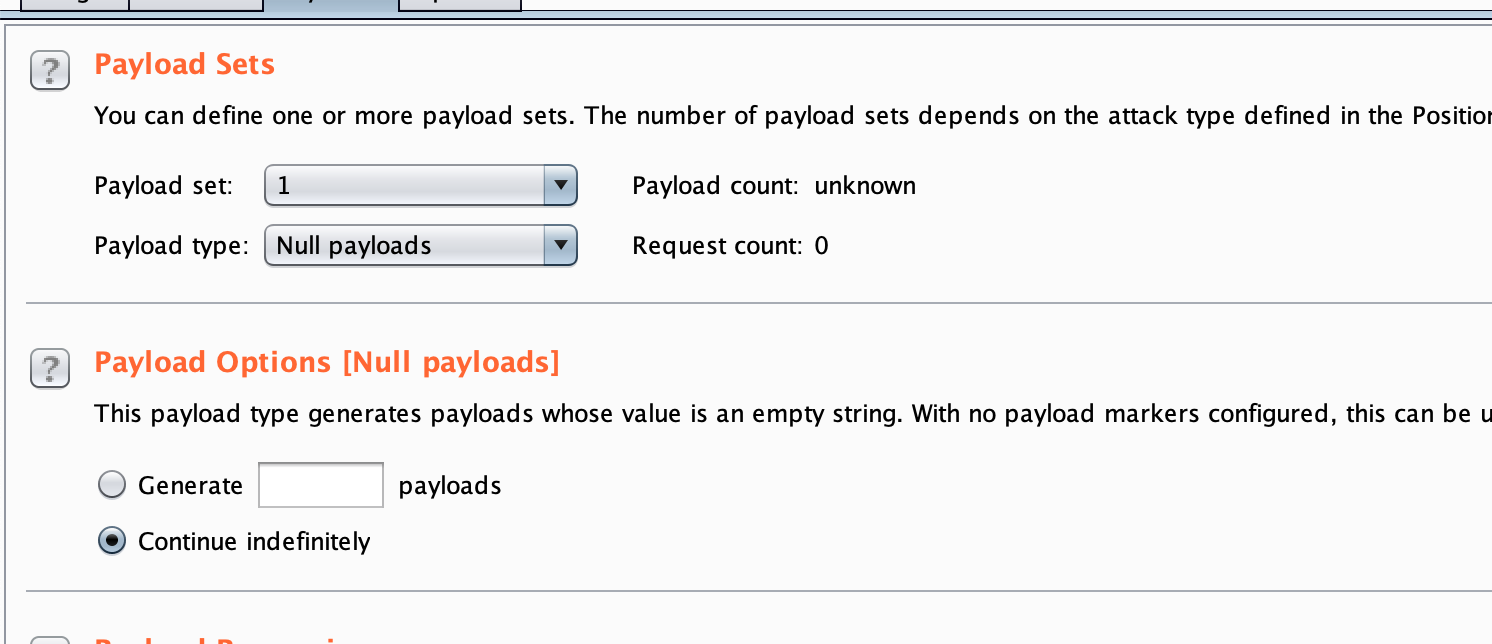 Payload Sets
You can define one or more payload sets. The number of payload sets depends on the attack type defined in the
Payload set: 1 Payload count: unknown
Payload type: Null payloads Request count: 0
Payload Options [Null payloads]
This payload type generates payloads whose value is an empty string. With no payload markers configured, this can be
Generate payloads
Continue indefinitely